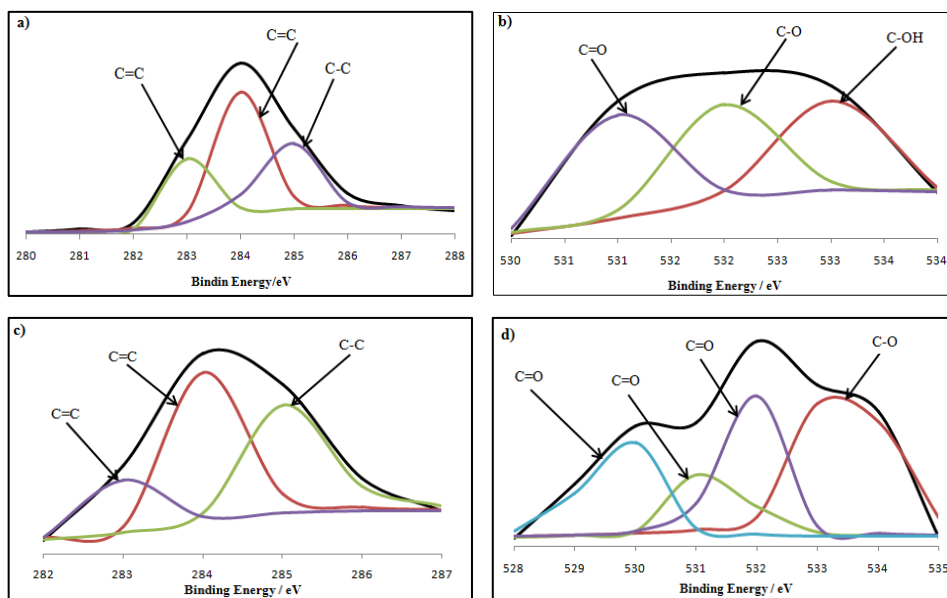 a)
C=C
C=C
C-C
280 281 282 283 284 285 286 287 288
Bindin Energy/eV
b)
C=O
C-O
C-OH
530 531 531 532 532 533 533 534 534
Binding Energy / eV
c)
C=C
C=C
C-C
282 283 284 285 286 287
Binding Energy / eV
d)
C=O
C=O
C=O
C-O
528 529 530 531 532 533 534 535
Binding Energy / eV